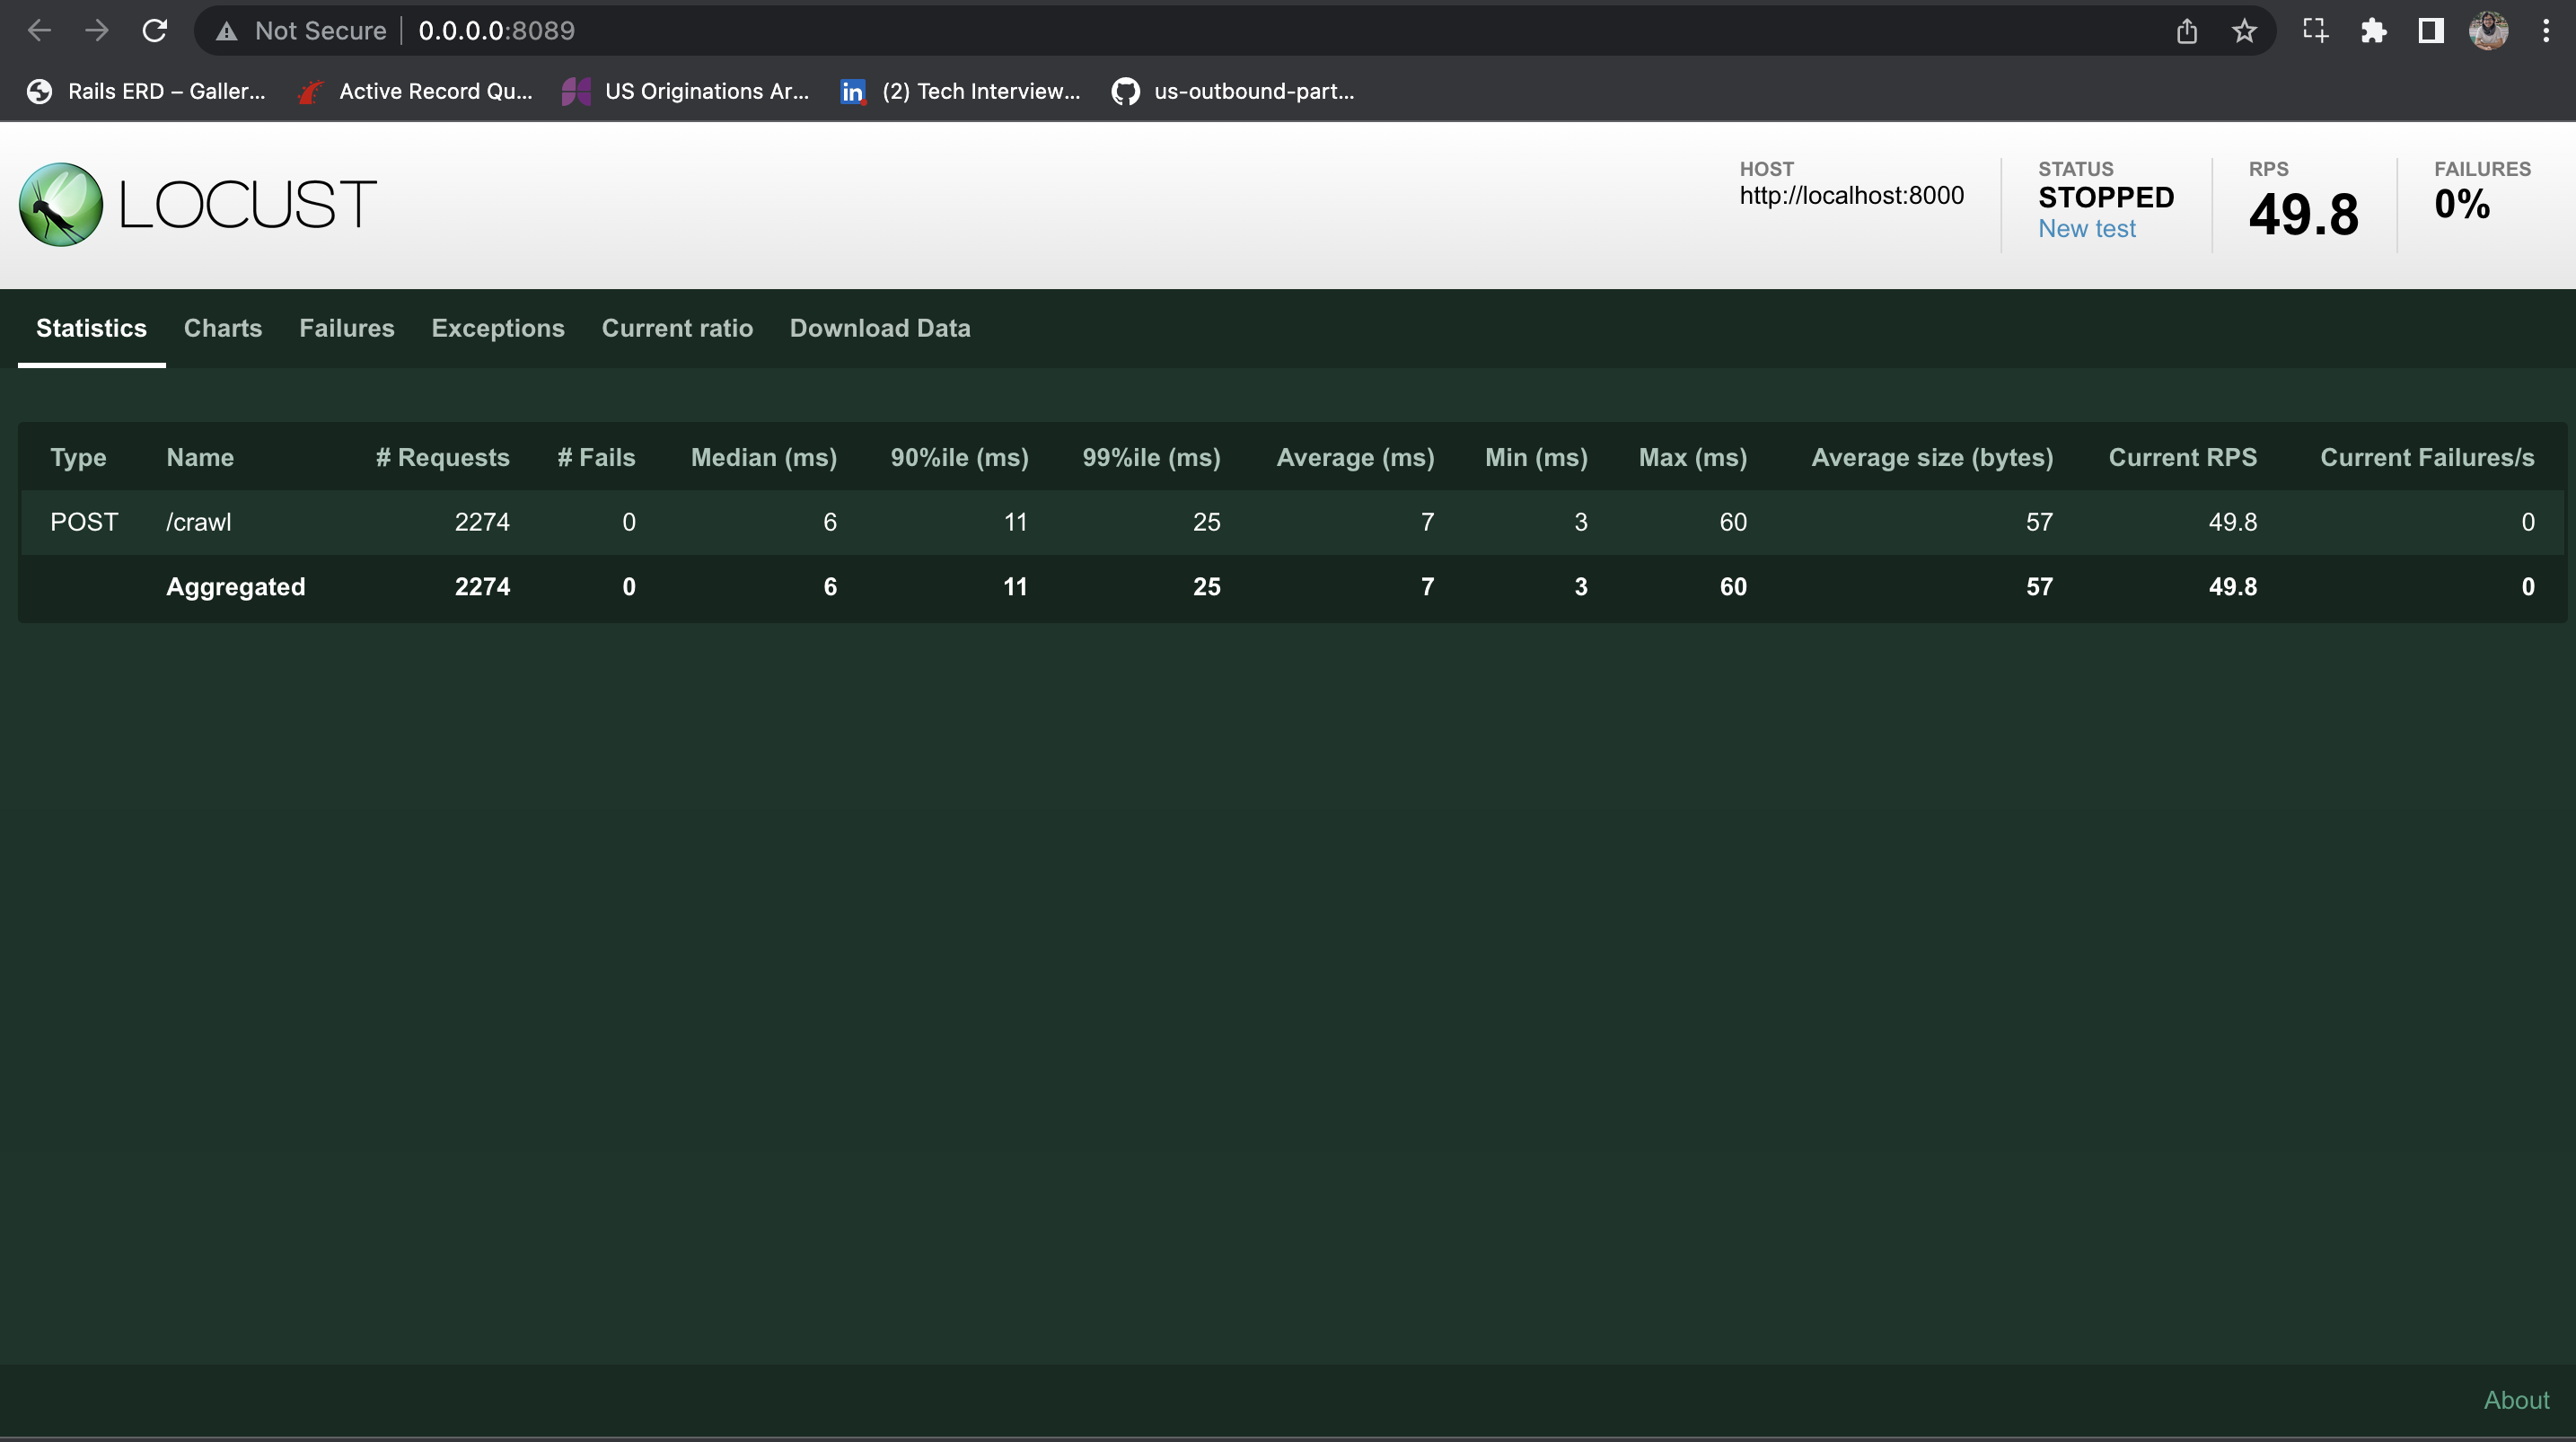 Not Secure 0.0.0.0:8089
Rails ERD – Galler... Active Record Qu... US Originations Ar... in (2) Tech Interview... us-outbound-part...
LOCUST
HOST
http://localhost:8000
STATUS
STOPPED
New test
RPS
49.8
FAILURES
0%
Statistics Charts Failures Exceptions Current ratio Download Data
Type Name # Requests # Fails Median (ms) 90%ile (ms) 99%ile (ms) Average (ms) Min (ms) Max (ms) Average size (bytes) Current RPS Current Failures/s
POST /crawl 2274 0 6 11 25 7 3 60 57 49.8 0
Aggregated 2274 0 6 11 25 7 3 60 57 49.8 0
About